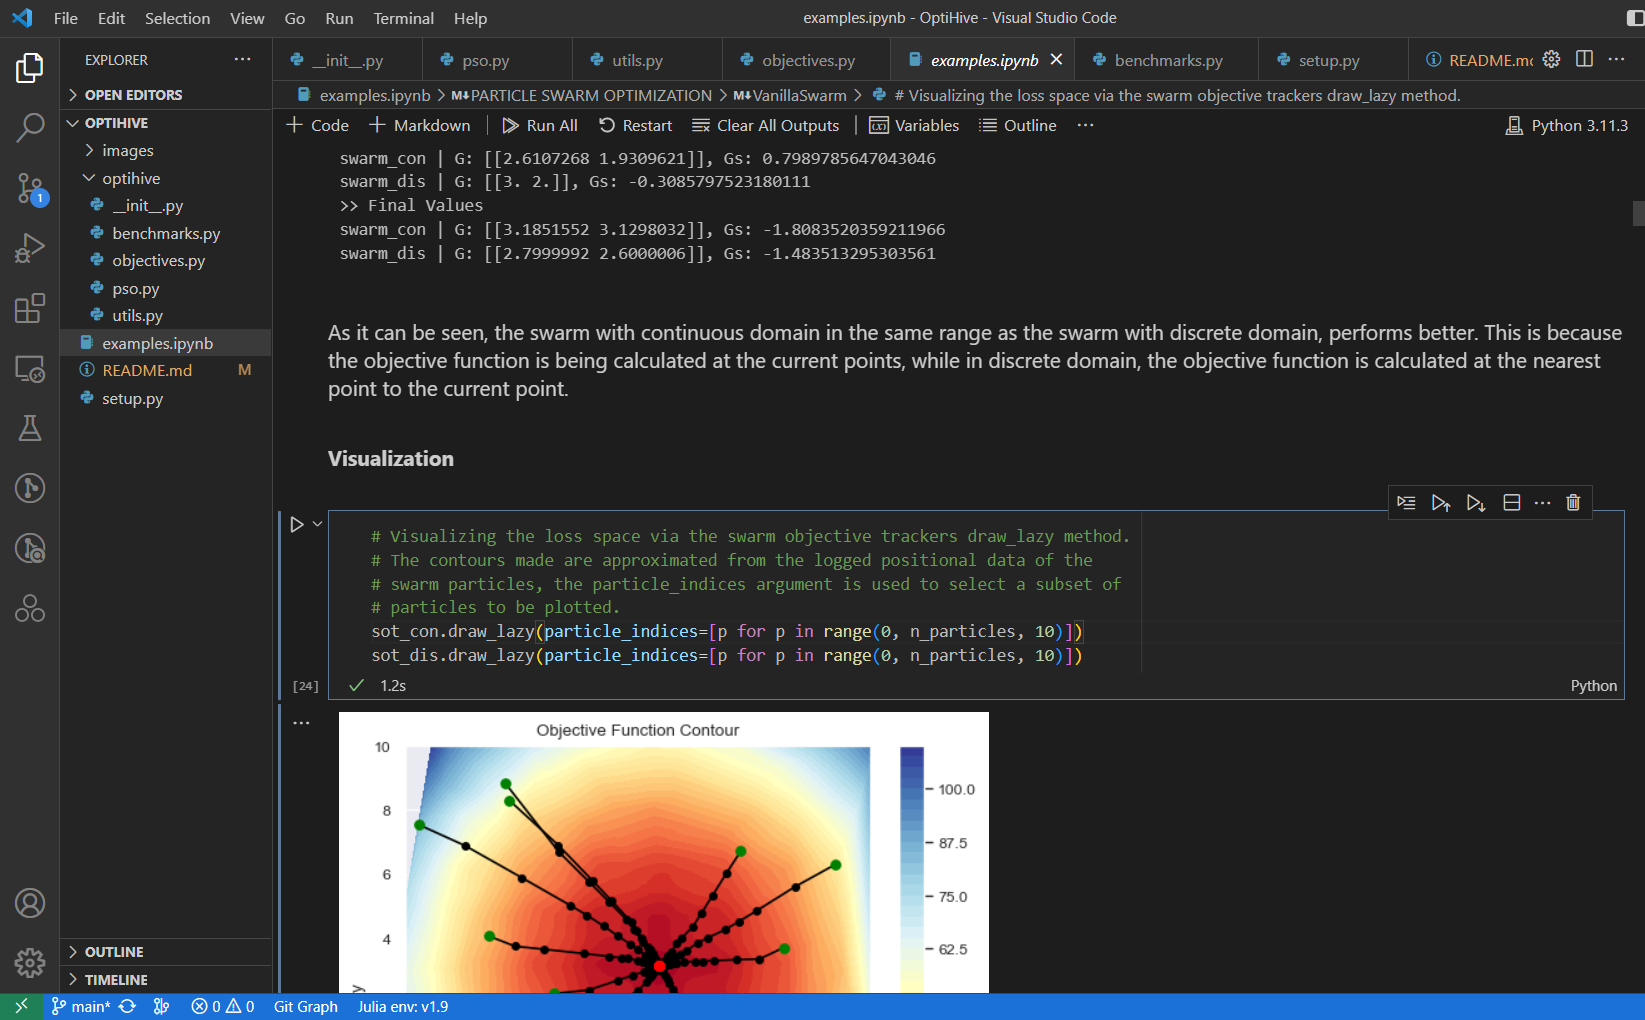 File Edit Selection View Go Run Terminal Help
examples.ipynb - OptiHive - Visual Studio Code
EXPLORER
__init__.py pso.py utils.py objectives.py examples.ipynb benchmarks.py setup.py README.mc
OPEN EDITORS
examples.ipynb > M↓PARTICLE SWARM OPTIMIZATION > M↓VanillaSwarm > # Visualizing the loss space via the swarm objective trackers draw_lazy method.
OPTIHIVE
+ Code + Markdown Run All Restart Clear All Outputs Variables Outline ... Python 3.11.3
images
optihive
__init__.py
benchmarks.py
objectives.py
pso.py
utils.py
examples.ipynb
README.md M
setup.py
swarm_con | G: [[2.6107268 1.9309621]], Gs: 0.7989785647043046
swarm_dis | G: [[3. 2.]], Gs: -0.3085797523180111
>> Final Values
swarm_con | G: [[3.1851552 3.1298032]], Gs: -1.8083520359211966
swarm_dis | G: [[2.7999992 2.6000006]], Gs: -1.483513295303561
As it can be seen, the swarm with continuous domain in the same range as the swarm with discrete domain, performs better. This is because
the objective function is being calculated at the current points, while in discrete domain, the objective function is calculated at the nearest
point to the current point.
Visualization
# Visualizing the loss space via the swarm objective trackers draw_lazy method.
# The contours made are approximated from the logged positional data of the
# swarm particles, the particle_indices argument is used to select a subset of
# particles to be plotted.
sot_con.draw_lazy(particle_indices=[p for p in range(0, n_particles, 10)])
sot_dis.draw_lazy(particle_indices=[p for p in range(0, n_particles, 10)])
[24] 1.2s Python
Objective Function Contour
10
8
6
4
y
100.0
87.5
75.0
62.5
1
OUTLINE
TIMELINE
main* 0 0 Git Graph Julia env: v1.9